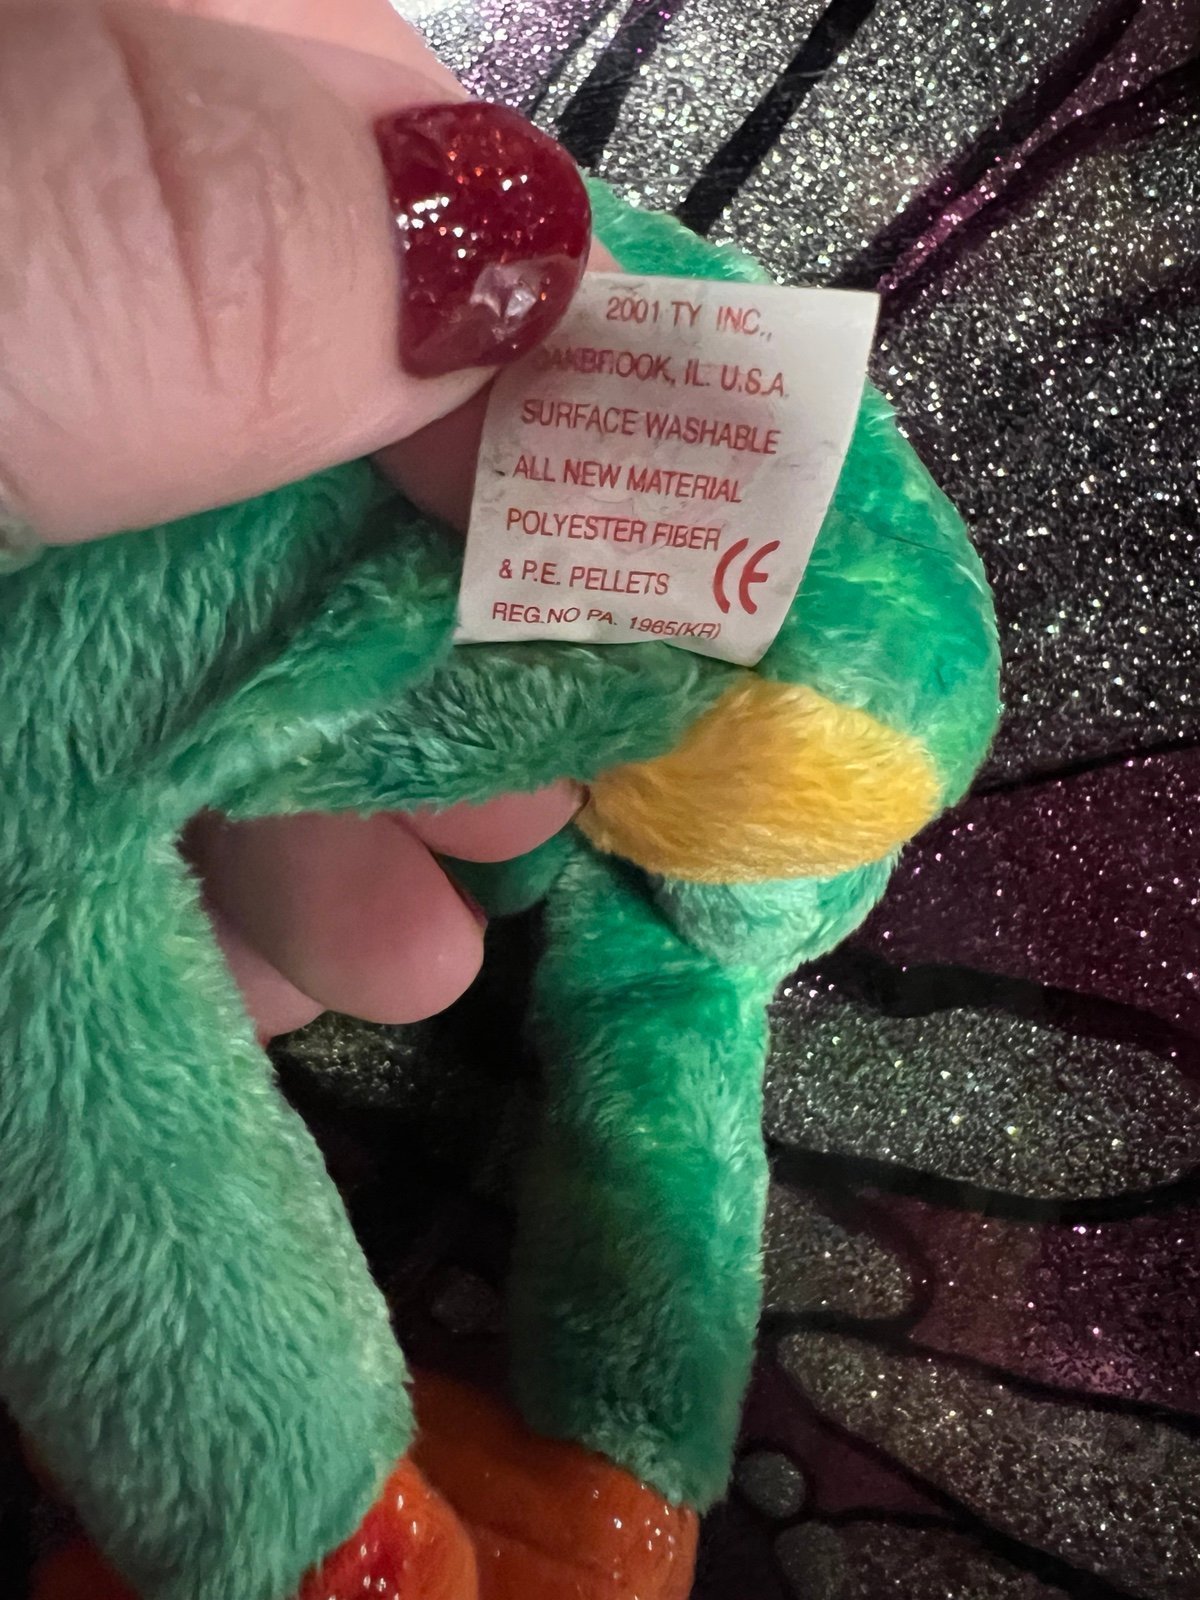 2001 TY INC.,
OAKBROOK, IL. U.S.A.
SURFACE WASHABLE
ALL NEW MATERIAL
POLYESTER FIBER
& P.E. PELLETS CE
REG.NO PA. 1965(KR)